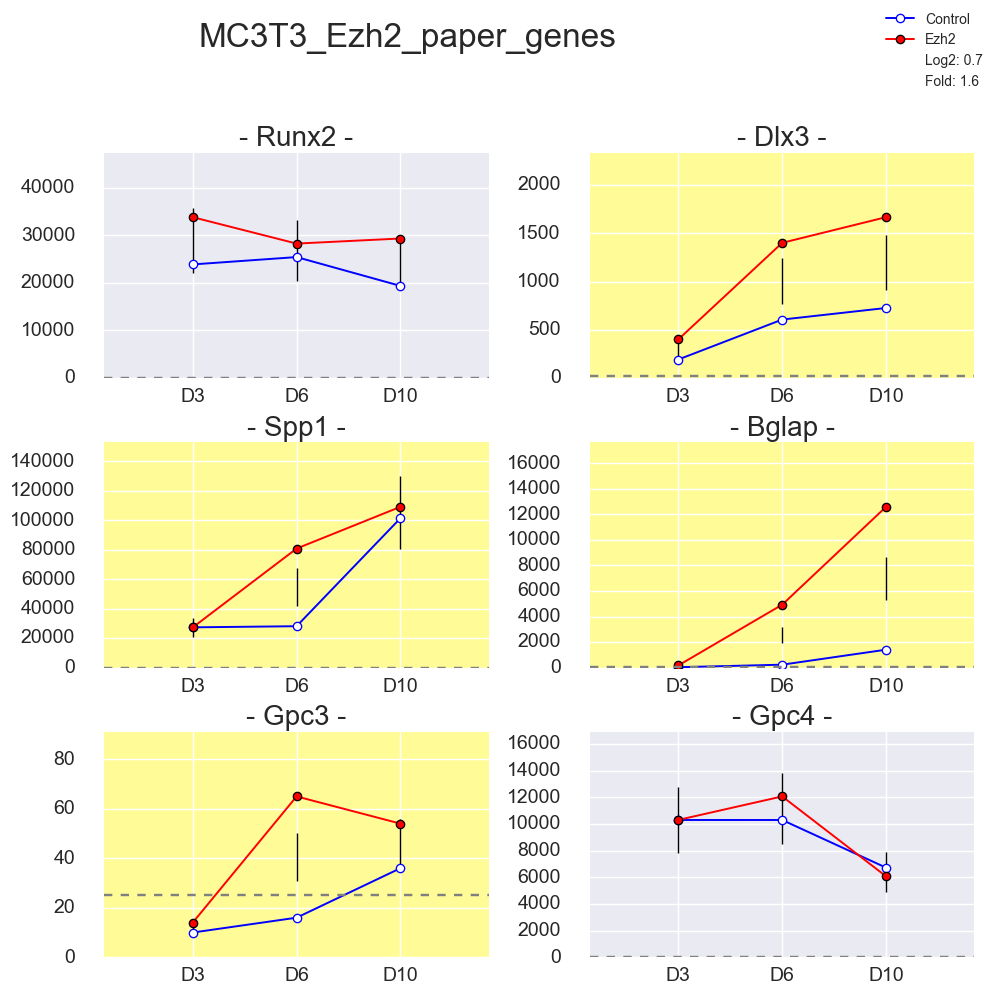 MC3T3_Ezh2_paper_genes
Control
Ezh2
Log2: 0.7
Fold: 1.6
- Runx2 -
40000
30000
20000
10000
0
D3 D6 D10
- Dlx3 -
2000
1500
1000
500
0
D3 D6 D10
- Spp1 -
140000
120000
100000
80000
60000
40000
20000
0
D3 D6 D10
- Bglap -
16000
14000
12000
10000
8000
6000
4000
2000
0
D3 D6 D10
- Gpc3 -
80
60
40
20
0
D3 D6 D10
- Gpc4 -
16000
14000
12000
10000
8000
6000
4000
2000
0
D3 D6 D10